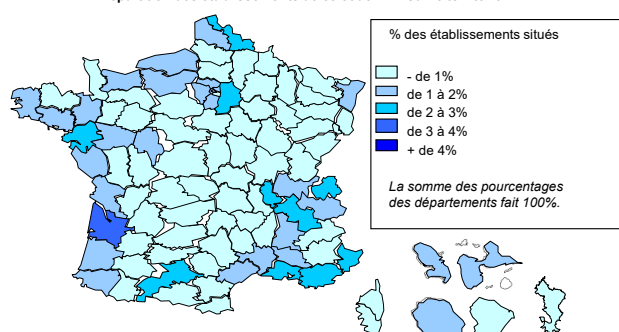 % des établissements situés
- de 1%
de 1 à 2%
de 2 à 3%
de 3 à 4%
+ de 4%
La somme des pourcentages
des départements fait 100%.